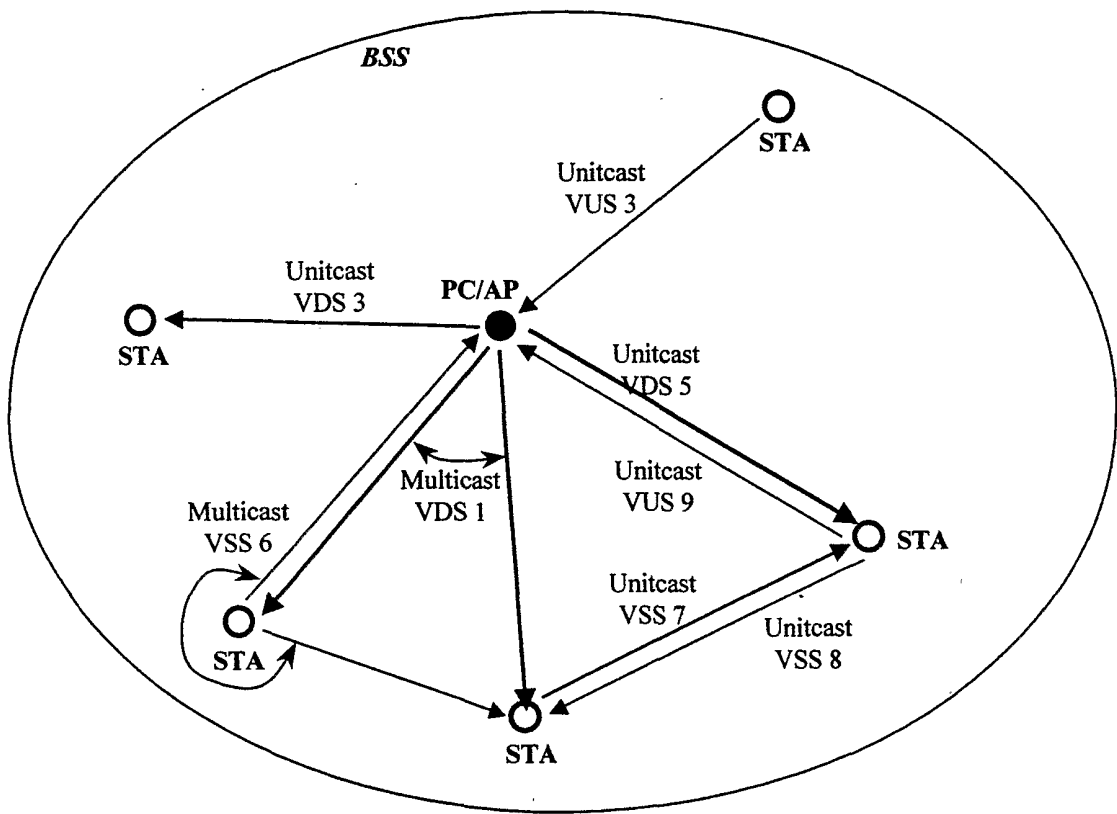 BSS
STA
Unitcast
VUS 3
Unitcast
VDS 3
PC/AP
STA
Unitcast
VDS 5
Multicast
VDS 1
Unitcast
VUS 9
Multicast
VSS 6
STA
STA
Unitcast
VSS 7
Unitcast
VSS 8
STA